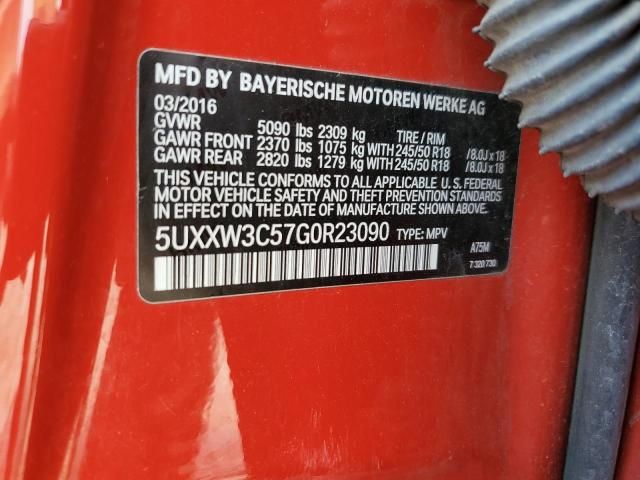 MFD BY BAYERISCHE MOTOREN WERKE AG
03/2016
GVWR 5090 lbs 2309 kg TIRE / RIM
GAWR FRONT 2370 lbs 1075 kg WITH 245/50 R18 / 8.0J x 18
GAWR REAR 2820 lbs 1279 kg WITH 245/50 R18 / 8.0J x 18
THIS VEHICLE CONFORMS TO ALL APPLICABLE U. S. FEDERAL
MOTOR VEHICLE SAFETY AND THEFT PREVENTION STANDARDS
IN EFFECT ON THE DATE OF MANUFACTURE SHOWN ABOVE.
5UXXW3C57G0R23090 TYPE: MPV
A75M
7 320 730